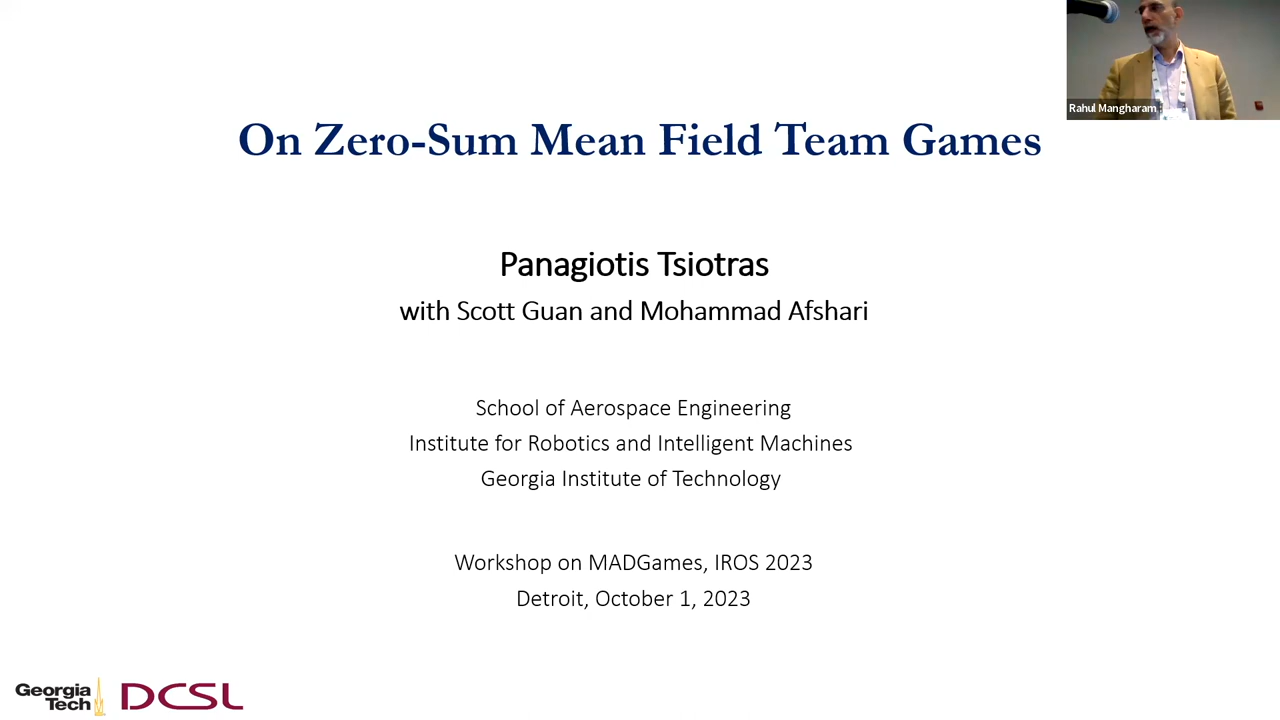 Rahul Mangharam
On Zero-Sum Mean Field Team Games
Panagiotis Tsiotras
with Scott Guan and Mohammad Afshari
School of Aerospace Engineering
Institute for Robotics and Intelligent Machines
Georgia Institute of Technology
Workshop on MADGames, IROS 2023
Detroit, October 1, 2023
Georgia
Tech
DCSL